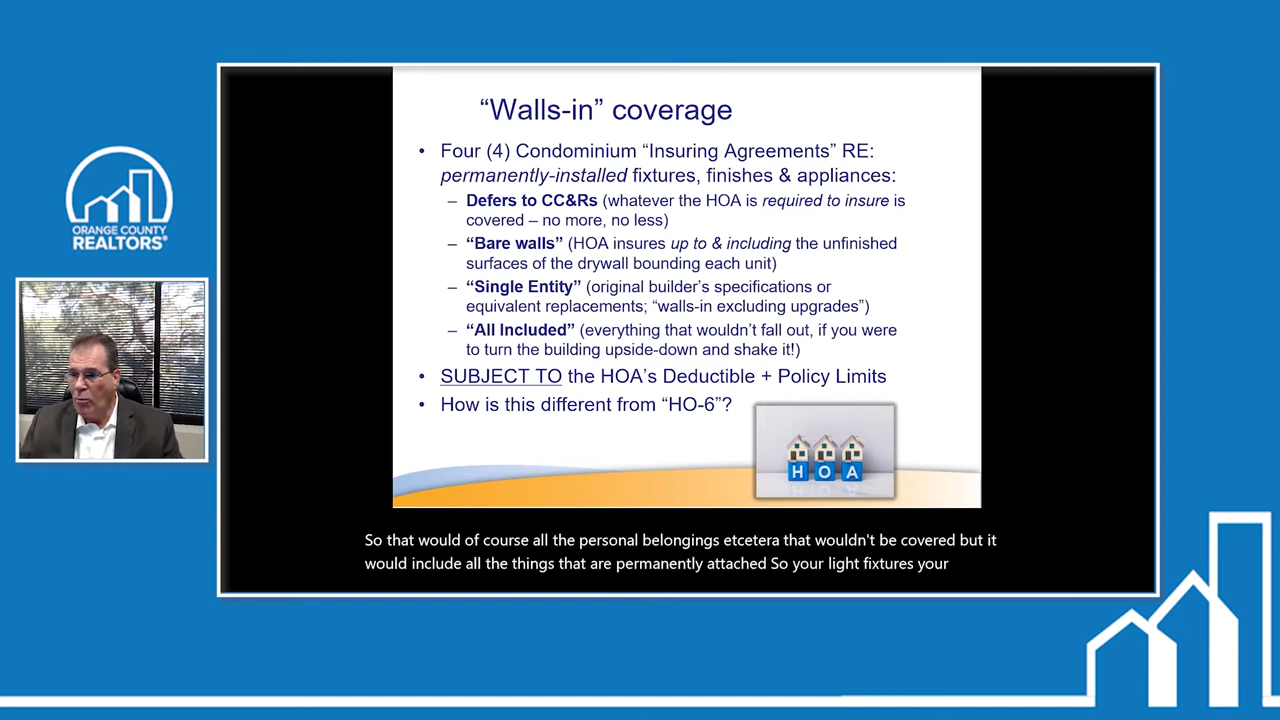 ORANGE COUNTY
REALTORS®
“Walls-in” coverage
• Four (4) Condominium “Insuring Agreements” RE:
permanently-installed fixtures, finishes & appliances:
– Defers to CC&Rs (whatever the HOA is required to insure is
covered – no more, no less)
– “Bare walls” (HOA insures up to & including the unfinished
surfaces of the drywall bounding each unit)
– “Single Entity” (original builder’s specifications or
equivalent replacements; “walls-in excluding upgrades”)
– “All Included” (everything that wouldn’t fall out, if you were
to turn the building upside-down and shake it!)
• SUBJECT TO the HOA’s Deductible + Policy Limits
• How is this different from “HO-6”?
H O A
So that would of course all the personal belongings etcetera that wouldn't be covered but it
would include all the things that are permanently attached So your light fixtures your